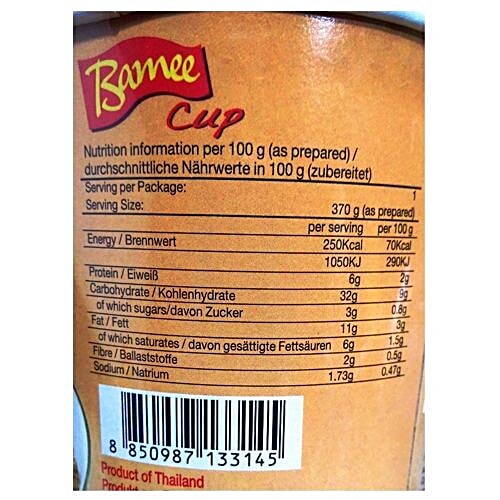 Bamee
Cup
Nutrition information per 100 g (as prepared) /
durchschnittliche Nährwerte in 100 g (zubereitet)
Serving per Package: 1
Serving Size: 370 g (as prepared)
per serving per 100 g
Energy / Brennwert 250Kcal 70Kcal
1050KJ 290KJ
Protein / Eiweiß 6g 2g
Carbohydrate / Kohlenhydrate 32g 9g
of which sugars/davon Zucker 3g 0.8g
Fat / Fett 11g 3g
of which saturates / davon gesättigte Fettsäuren 6g 1.5g
Fibre / Ballaststoffe 2g 0.5g
Sodium / Natrium 1.73g 0.47g
8 850987 133145
Product of Thailand